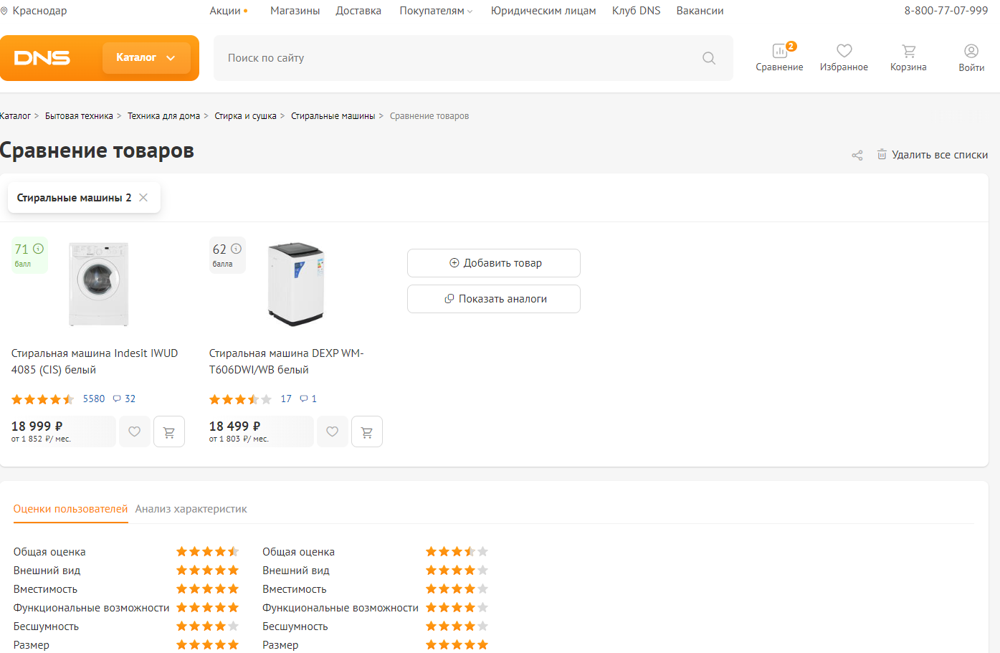 Краснодар
Акции Магазины Доставка Покупателям Юридическим лицам Клуб DNS Вакансии
8-800-77-07-999
DNS
Каталог
Поиск по сайту
2
Сравнение
Избранное
Корзина
Войти
Каталог > Бытовая техника > Техника для дома > Стирка и сушка > Стиральные машины > Сравнение товаров
Сравнение товаров
Удалить все списки
Стиральные машины 2
71
балл
Стиральная машина Indesit IWUD
4085 (CIS) белый
5580 32
18 999 ₽
от 1 852 ₽/ мес.
62
балла
Стиральная машина DEXP WM-
T606DWI/WB белый
17 1
18 499 ₽
от 1 803 ₽/ мес.
Добавить товар
Показать аналоги
Оценки пользователей Анализ характеристик
Общая оценка
Внешний вид
Вместимость
Функциональные возможности
Бесшумность
Размер
Общая оценка
Внешний вид
Вместимость
Функциональные возможности
Бесшумность
Размер